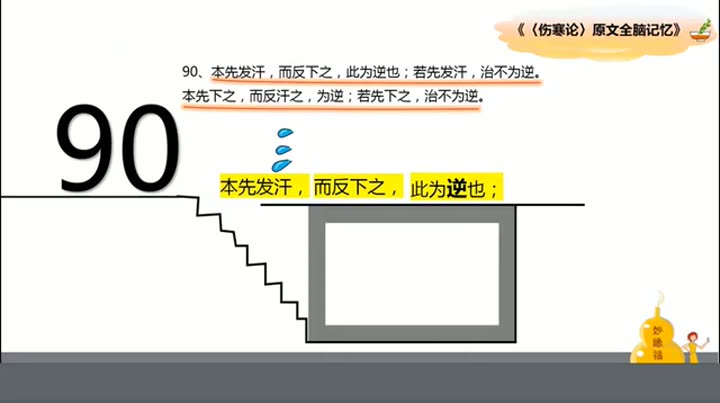 《〈伤寒论〉原文全脑记忆》
90、本先发汗，而反下之，此为逆也；若先发汗，治不为逆。
本先下之，而反汗之，为逆；若先下之，治不为逆。
90
本先发汗， 而反下之， 此为逆也；
妙缘福